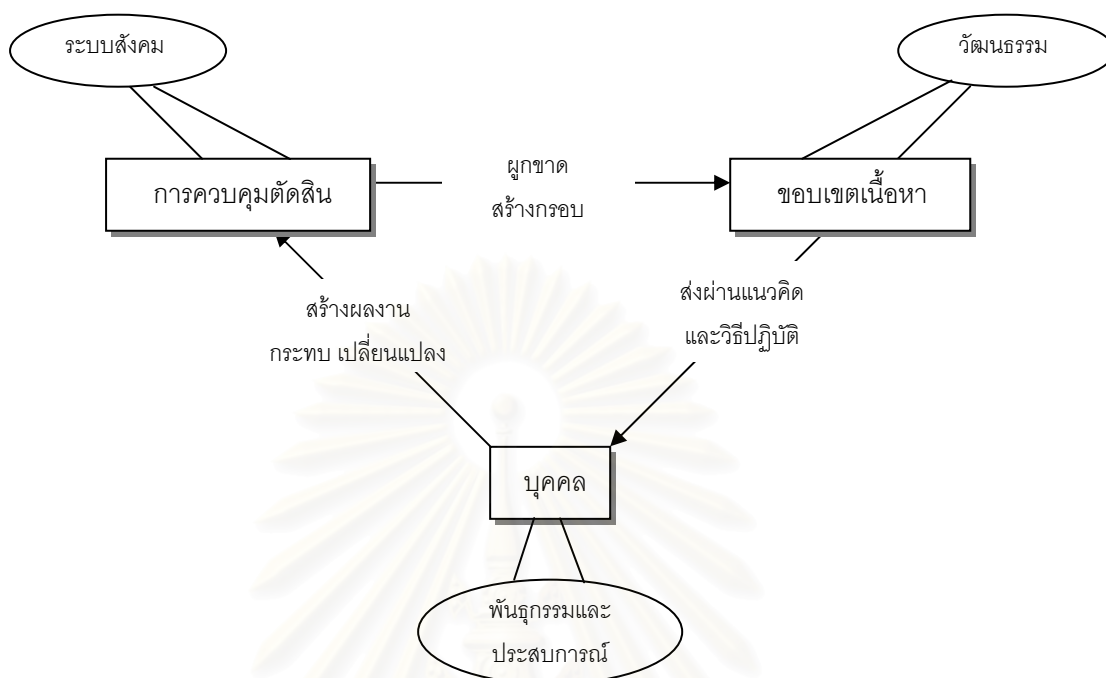 ระบบสังคม
วัฒนธรรม
การควบคุมตัดสิน
ผูกขาด
สร้างกรอบ
ขอบเขตเนื้อหา
สร้างผลงาน
กระทบ เปลี่ยนแปลง
ส่งผ่านแนวคิด
และวิธีปฏิบัติ
บุคคล
พันธุกรรมและ
ประสบการณ์